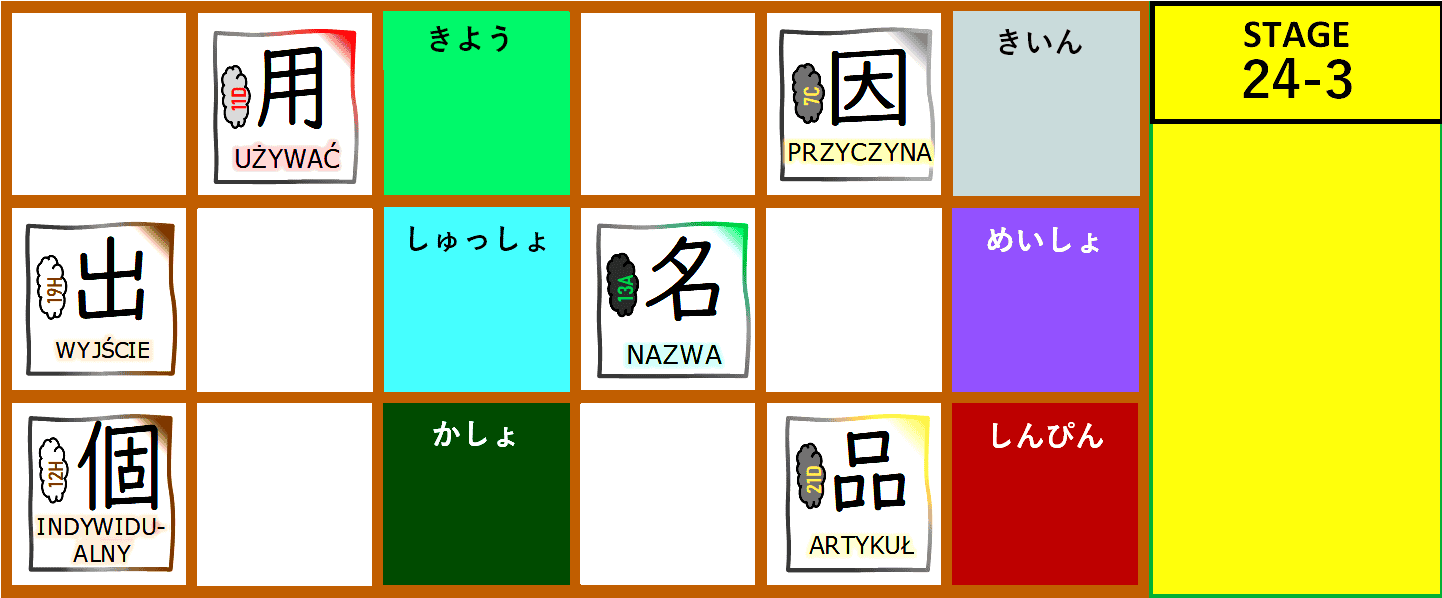 11D
用
UŻYWAĆ
きよう
7C
因
PRZYCZYNA
きいん
STAGE
24-3
19H
出
WYJŚCIE
しゅっしょ
13A
名
NAZWA
めいしょ
12H
個
INDYWIDU-
ALNY
かしょ
21D
品
ARTYKUŁ
しんぴん